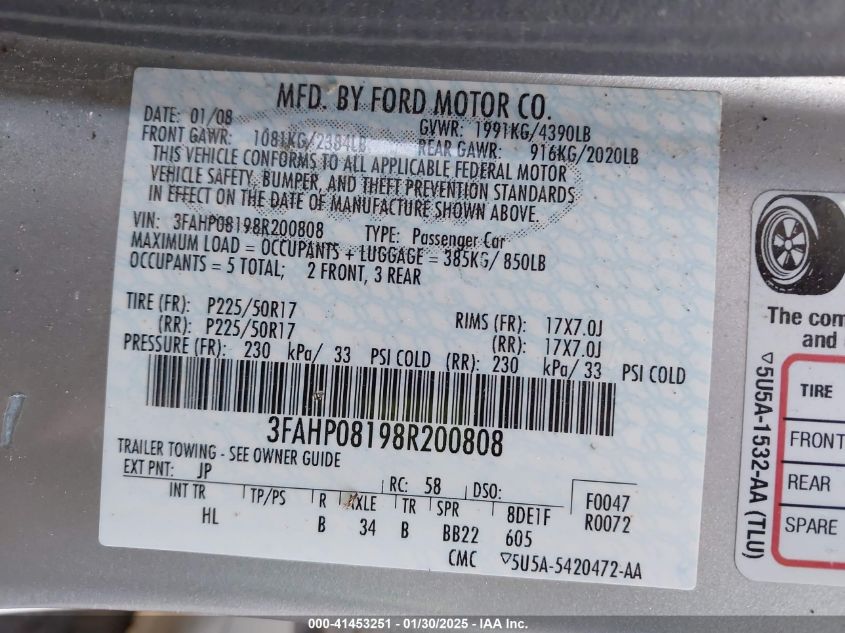 MFD. BY FORD MOTOR CO.
DATE: 01/08 GVWR: 1991KG/4390LB
FRONT GAWR: 1081KG/2384LB REAR GAWR: 916KG/2020LB
THIS VEHICLE CONFORMS TO ALL APPLICABLE FEDERAL MOTOR
VEHICLE SAFETY, BUMPER, AND THEFT PREVENTION STANDARDS
IN EFFECT ON THE DATE OF MANUFACTURE SHOWN ABOVE.
VIN: 3FAHP08198R200808 TYPE: Passenger Car
MAXIMUM LOAD = OCCUPANTS + LUGGAGE = 385KG/ 850LB
OCCUPANTS = 5 TOTAL; 2 FRONT, 3 REAR
TIRE (FR): P225/50R17 RIMS (FR): 17X7.0J
(RR): P225/50R17 (RR): 17X7.0J
PRESSURE (FR): 230 kPa/ 33 PSI COLD (RR): 230 kPa/ 33 PSI COLD
3FAHP08198R200808
TRAILER TOWING - SEE OWNER GUIDE
EXT PNT: JP RC: 58 DSO: F0047
INT TR TP/PS R AXLE TR SPR 8DE1F R0072
HL B 34 B BB22 605
CMC ▽5U5A-5420472-AA
The com
and
▽5U5A-1532-AA (TLU)
TIRE
FRONT
REAR
SPARE
000-41453251 - 01/30/2025 - IAA Inc.